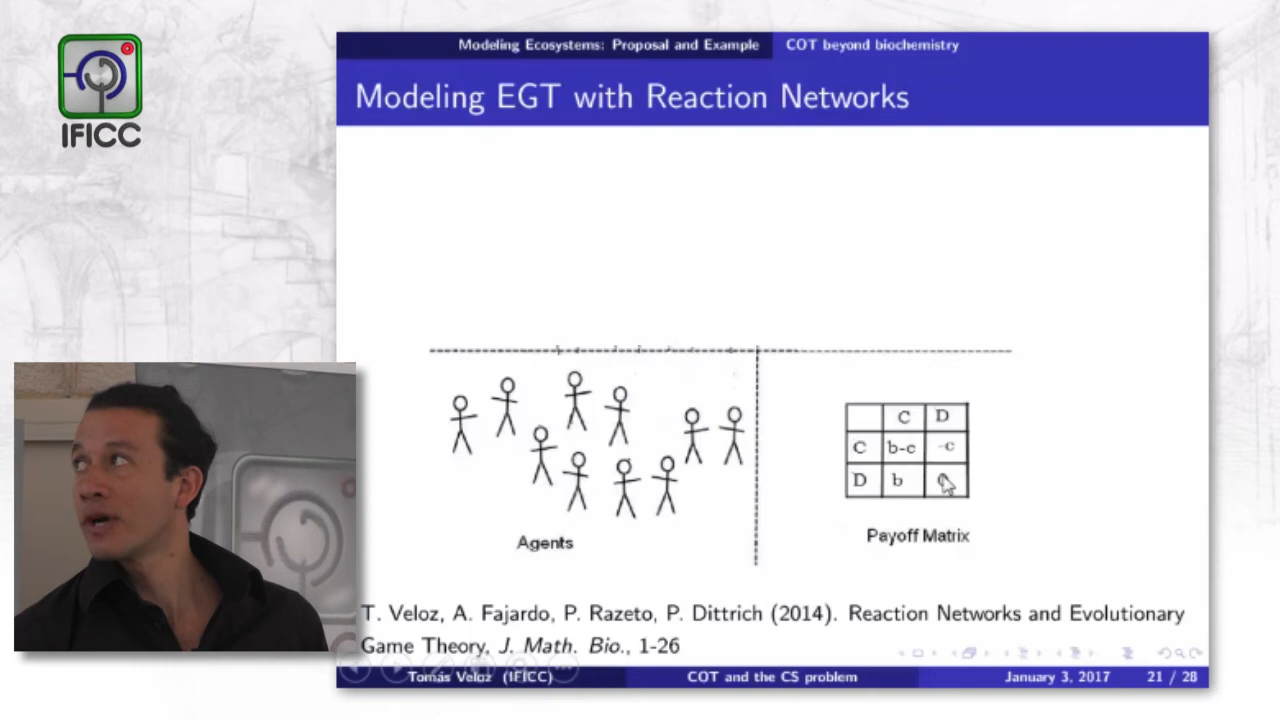 IFICC
Modeling Ecosystems: Proposal and Example COT beyond biochemistry
Modeling EGT with Reaction Networks
C D
C b-c -c
D b
Agents
Payoff Matrix
T. Veloz, A. Fajardo, P. Razeto, P. Dittrich (2014). Reaction Networks and Evolutionary
Game Theory, J. Math. Bio., 1-26
Tomás Veloz (IFICC) COT and the CS problem January 3, 2017 21 / 28